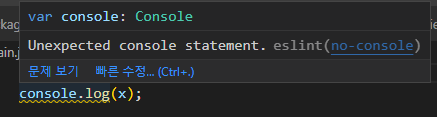 var console: Console
Unexpected console statement. eslint(no-console)
문제 보기 빠른 수정... (Ctrl+.)
console.log(x);